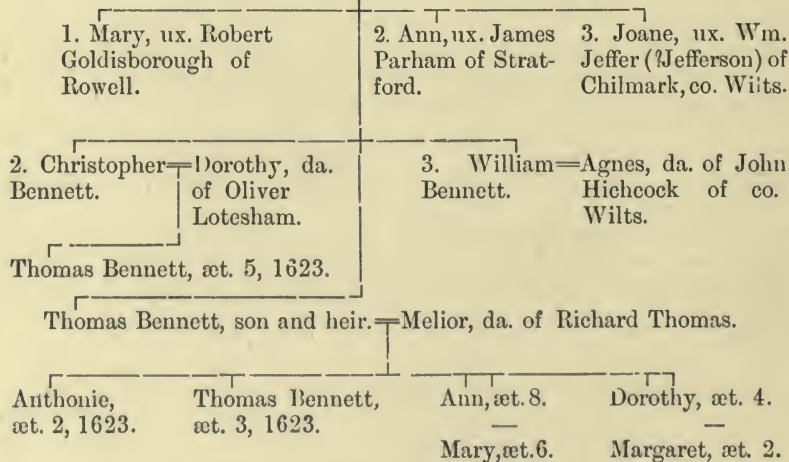 1. Mary, ux. Robert Goldisborough of Rowell.
2. Ann, ux. James Parham of Stratford.
3. Joane, ux. Wm. Jeffer (?Jefferson) of Chilmark, co. Wilts.
2. Christopher Bennett.
Dorothy, da. of Oliver Lotesham.
3. William Bennett.
Agnes, da. of John Hichcock of co. Wilts.
Thomas Bennett, æt. 5, 1623.
Thomas Bennett, son and heir.
Melior, da. of Richard Thomas.
Anthonie, æt. 2, 1623.
Thomas Bennett, æt. 3, 1623.
Ann, æt. 8.
Mary, æt. 6.
Dorothy, æt. 4.
Margaret, æt. 2.